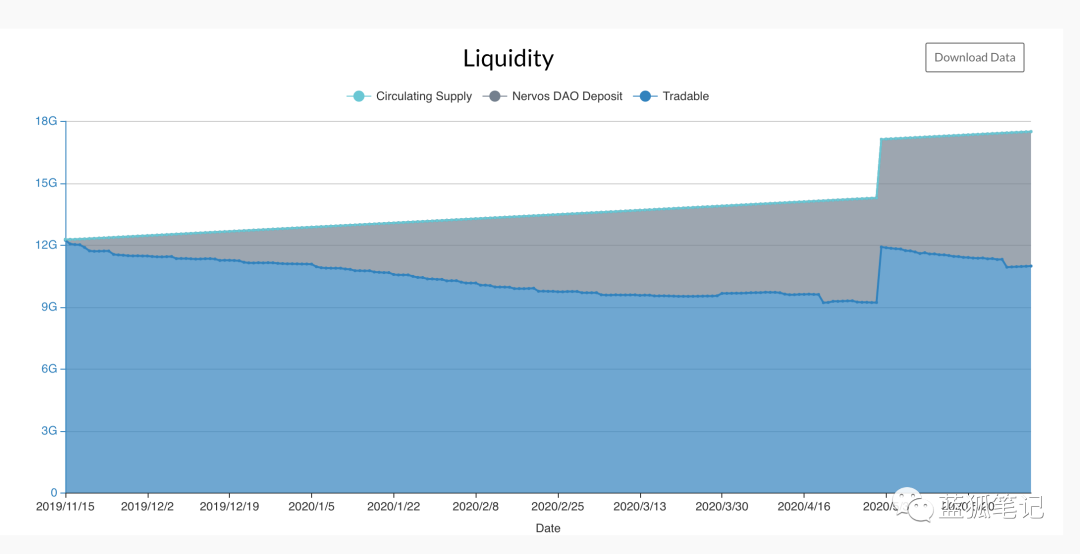 Liquidity
Download Data
Circulating Supply
Nervos DAO Deposit
Tradable
18G
15G
12G
9G
6G
3G
0
2019/11/15 2019/12/2 2019/12/19 2020/1/5 2020/1/22 2020/2/8 2020/2/25 2020/3/13 2020/3/30 2020/4/16
蓝狐笔记
Date